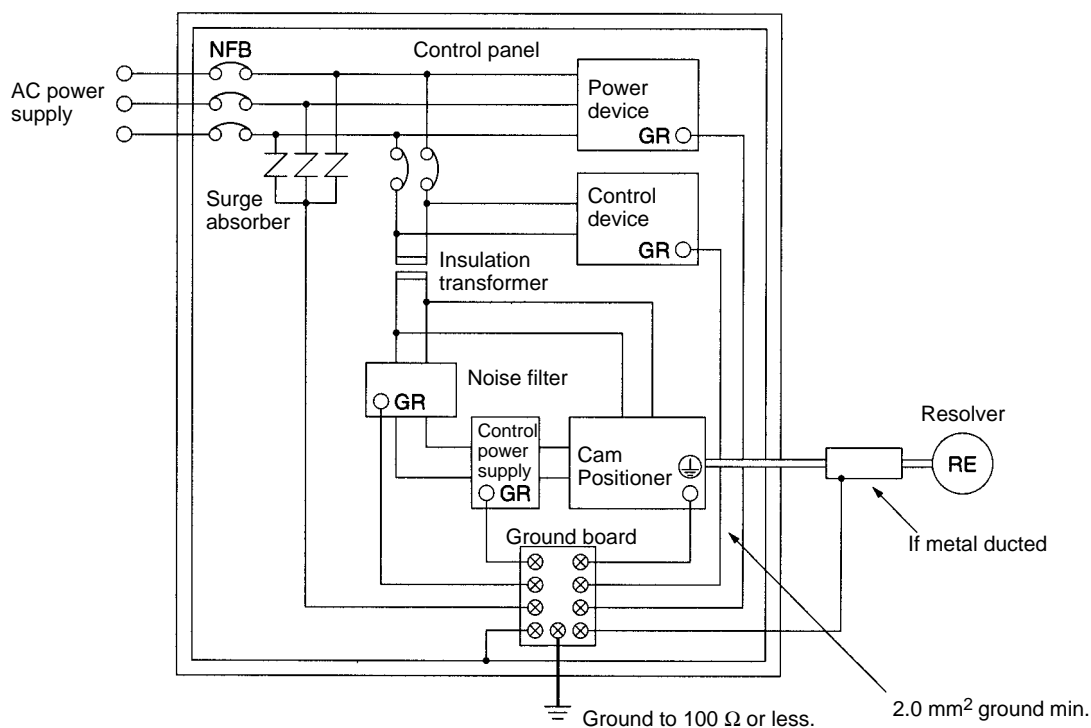 NFB
Control panel
AC power
supply
Power
device
GR
Surge
absorber
Control
device
GR
Insulation
transformer
Noise filter
GR
Control
power
supply
GR
Cam
Positioner
Resolver
RE
If metal ducted
Ground board
2.0 mm² ground min.
Ground to 100 Ω or less.